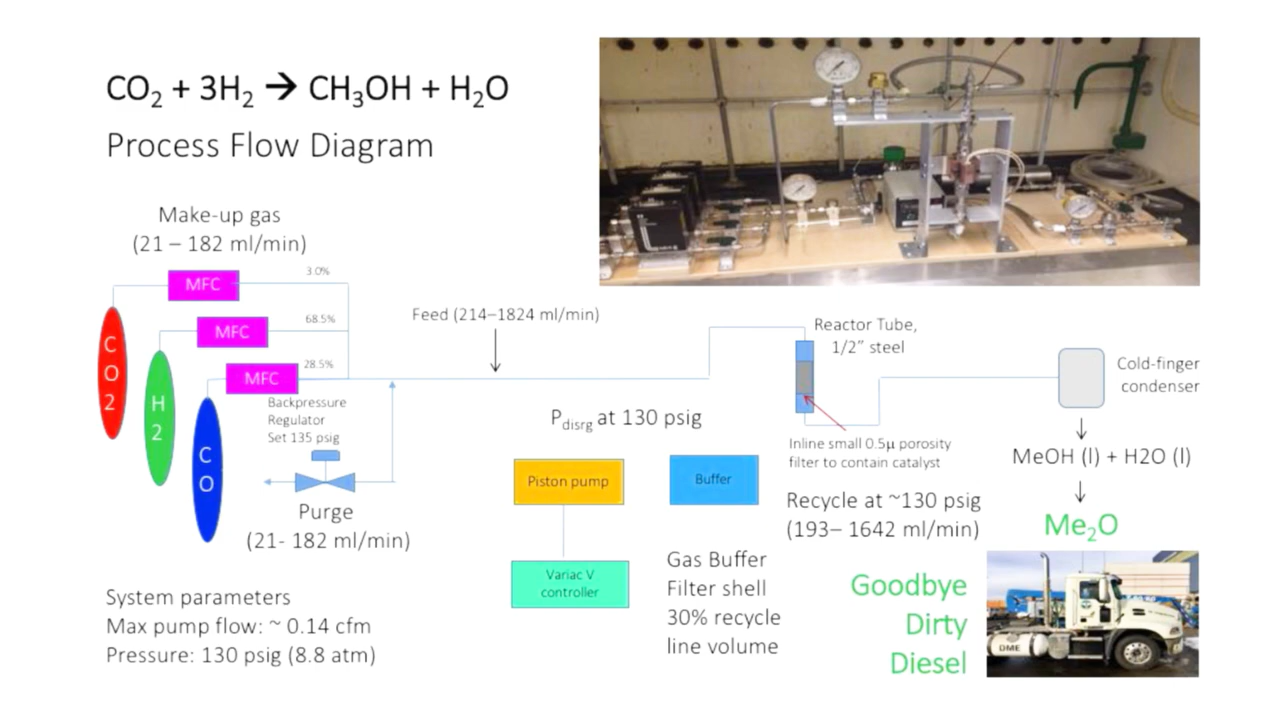 CO₂ + 3H₂ → CH₃OH + H₂O
Process Flow Diagram
Make-up gas
(21 – 182 ml/min)
MFC
3.0%
MFC
68.5%
MFC
28.5%
CO2
H2
CO
Backpressure
Regulator
Set 135 psig
Purge
(21- 182 ml/min)
Feed (214–1824 ml/min)
P_disrg at 130 psig
Piston pump
Buffer
Variac V
controller
Gas Buffer
Filter shell
30% recycle
line volume
Reactor Tube,
1/2” steel
Inline small 0.5µ porosity
filter to contain catalyst
Recycle at ~130 psig
(193– 1642 ml/min)
Cold-finger
condenser
MeOH (l) + H2O (l)
Me₂O
Goodbye
Dirty
Diesel
DME
System parameters
Max pump flow: ~ 0.14 cfm
Pressure: 130 psig (8.8 atm)